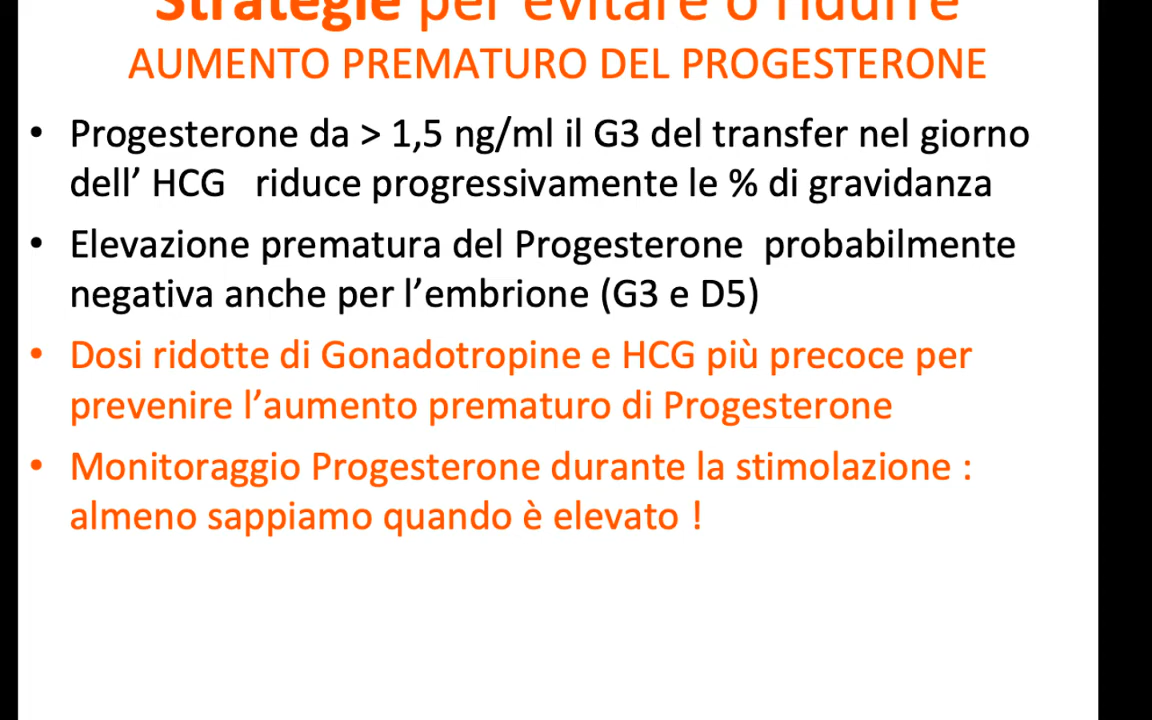 Strategie per evitare o ridurre
AUMENTO PREMATURO DEL PROGESTERONE
• Progesterone da > 1,5 ng/ml il G3 del transfer nel giorno
dell’ HCG riduce progressivamente le % di gravidanza
• Elevazione prematura del Progesterone probabilmente
negativa anche per l’embrione (G3 e D5)
• Dosi ridotte di Gonadotropine e HCG più precoce per
prevenire l’aumento prematuro di Progesterone
• Monitoraggio Progesterone durante la stimolazione :
almeno sappiamo quando è elevato !